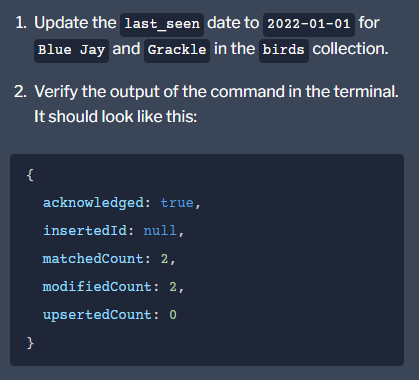 1. Update the last_seen date to 2022-01-01 for
Blue Jay and Grackle in the birds collection.
2. Verify the output of the command in the terminal.
It should look like this:
{
  acknowledged: true,
  insertedId: null,
  matchedCount: 2,
  modifiedCount: 2,
  upsertedCount: 0
}